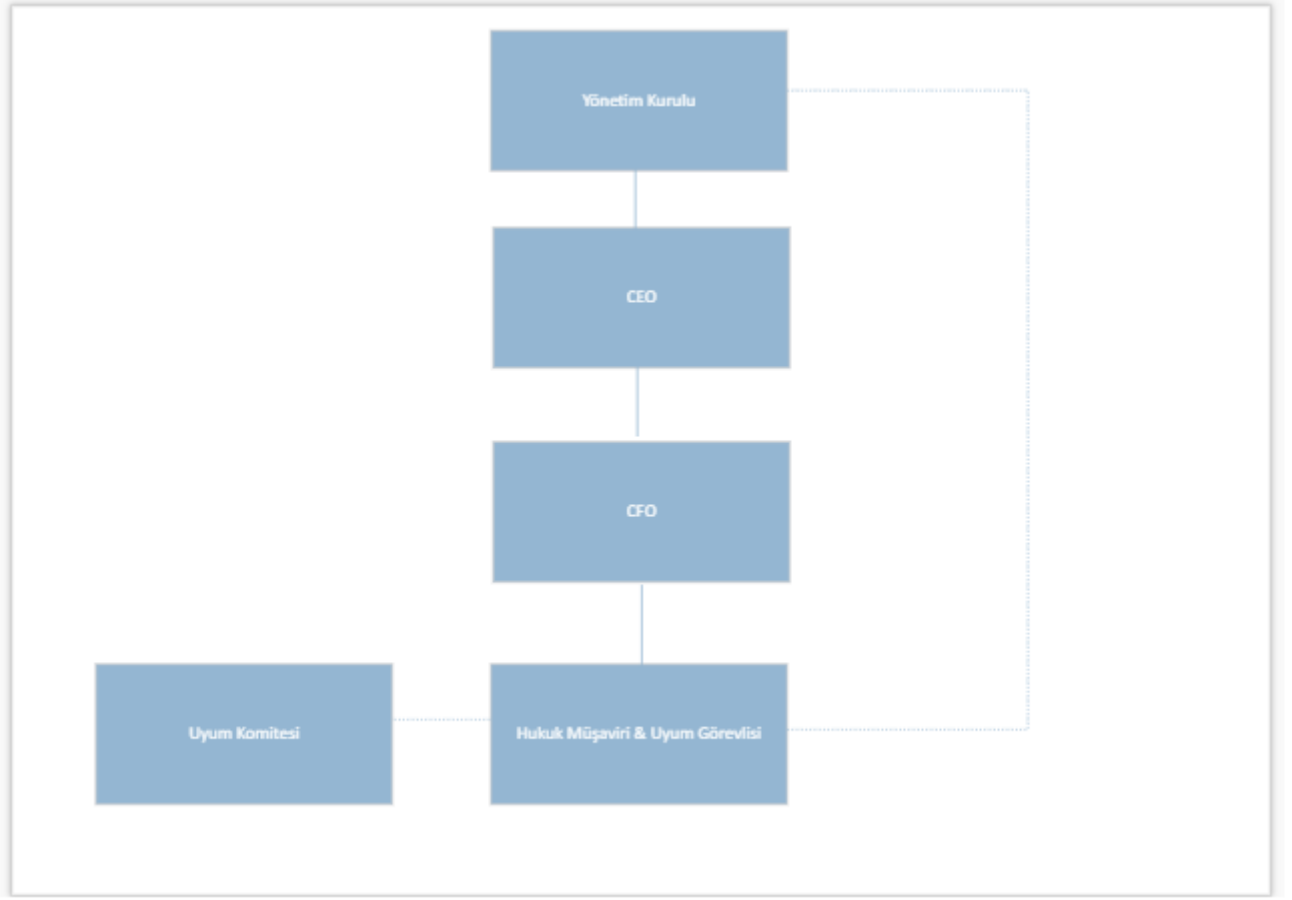 Yönetim Kurulu
CEO
CFO
Uyum Komitesi
Hukuk Müşaviri & Uyum Görevlisi